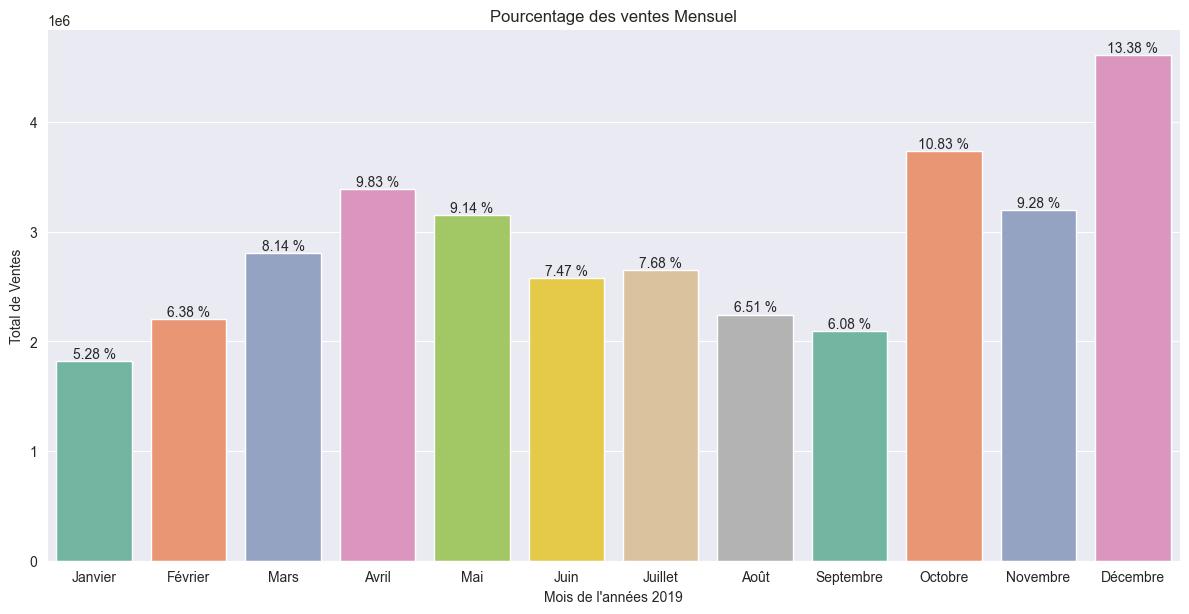 Pourcentage des ventes Mensuel
1e6
Total de Ventes
4
3
2
1
0
5.28 %
6.38 %
8.14 %
9.83 %
9.14 %
7.47 %
7.68 %
6.51 %
6.08 %
10.83 %
9.28 %
13.38 %
Janvier
Février
Mars
Avril
Mai
Juin
Juillet
Août
Septembre
Octobre
Novembre
Décembre
Mois de l'années 2019